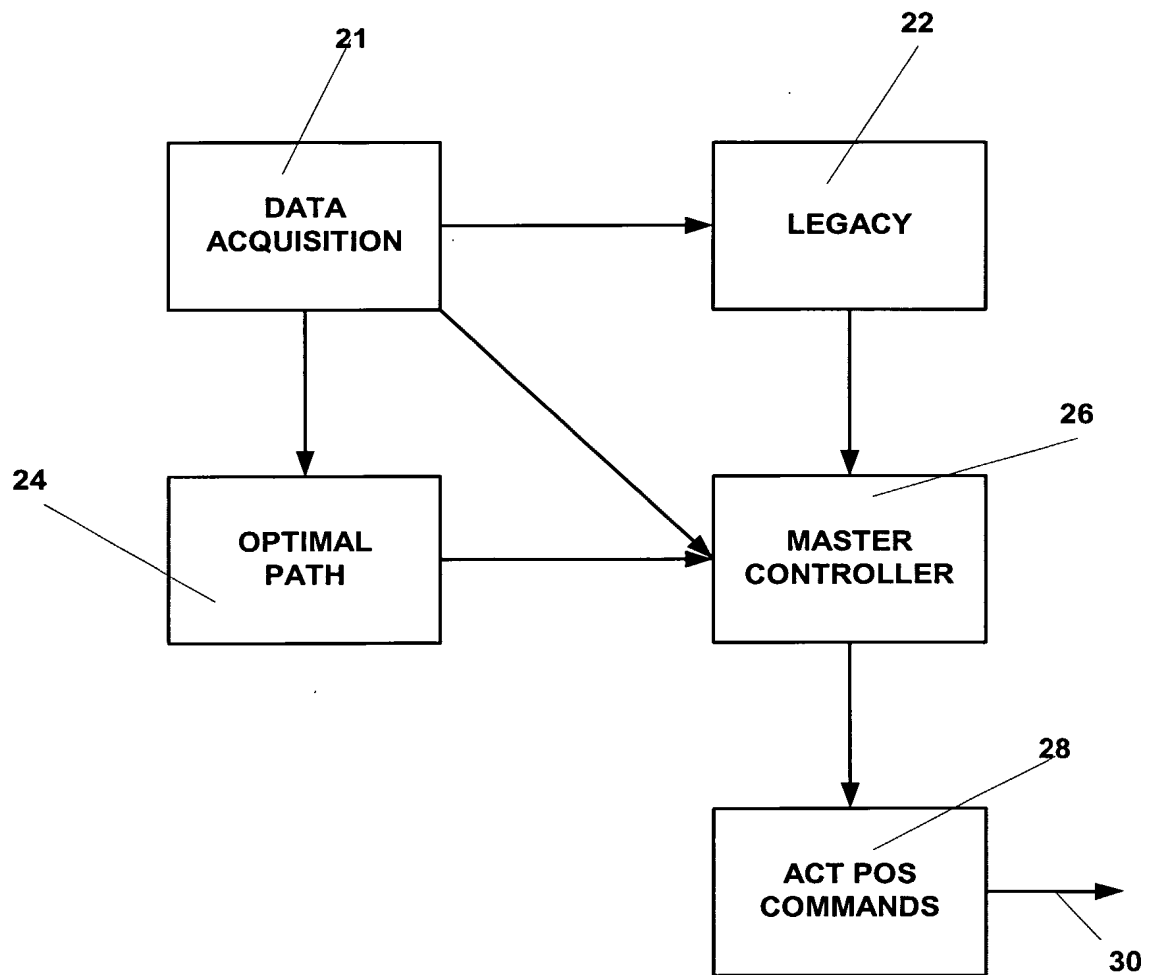 21
22
DATA
ACQUISITION
LEGACY
26
24
OPTIMAL
PATH
MASTER
CONTROLLER
28
ACT POS
COMMANDS
30